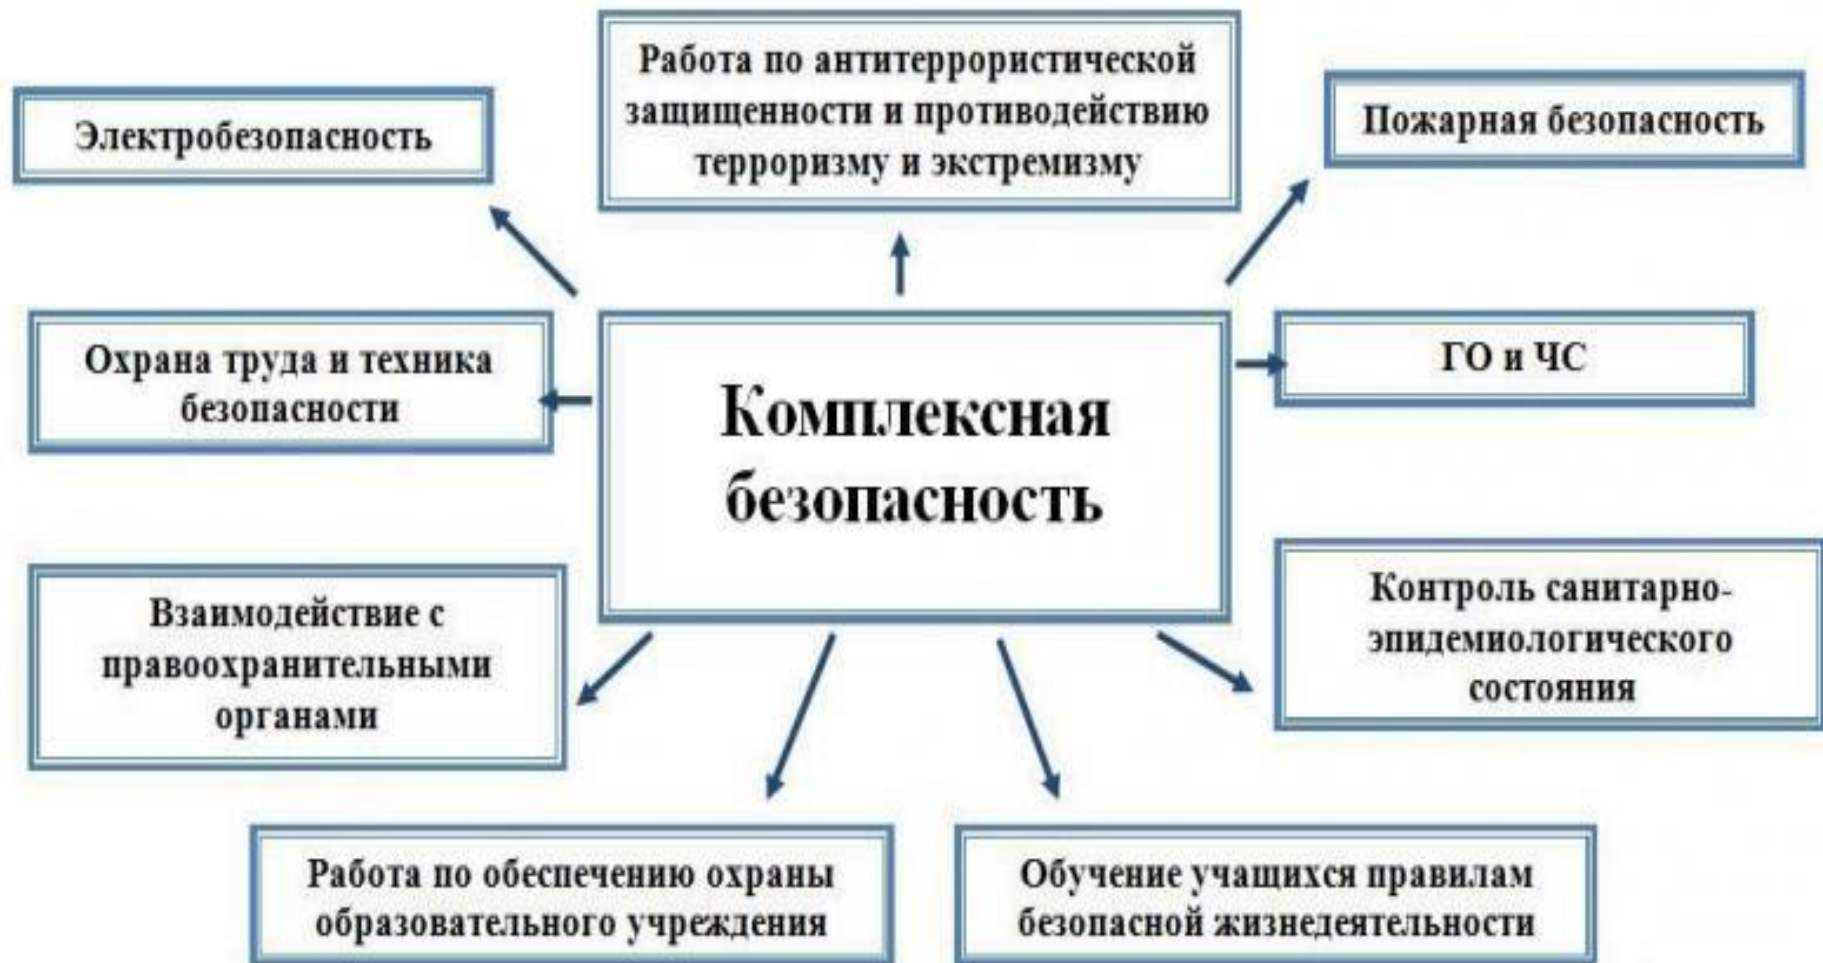 Работа по антитеррористической
защищенности и противодействию
терроризму и экстремизму
Электробезопасность
Пожарная безопасность
Охрана труда и техника
безопасности
Комплексная
безопасность
ГО и ЧС
Взаимодействие с
правоохранительными
органами
Контроль санитарно-
эпидемиологического
состояния
Работа по обеспечению охраны
образовательного учреждения
Обучение учащихся правилам
безопасной жизнедеятельности